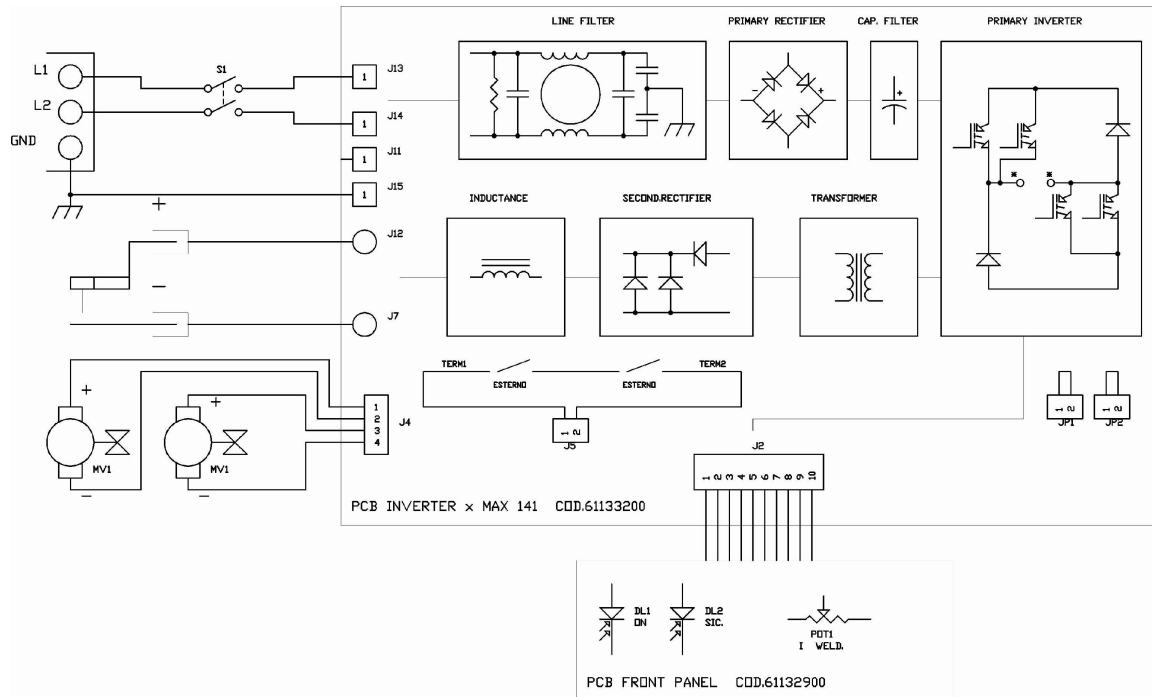 LINE FILTER
PRIMARY RECTIFIER
CAP. FILTER
PRIMARY INVERTER
L1
S1
J13
1
- +
+
L2
J14
1
GND
J11
1
J15
1
* *
+
INDUCTANCE
SECOND.RECTIFIER
TRANSFORMER
J12
–
J7
TERM1
TERM2
ESTERNO
ESTERNO
+
+
1
2
3
4
J4
1 2
J5
1 2
JP1
1 2
JP2
MV1
MV1
–
–
J2
1 2 3 4 5 6 7 8 9 10
PCB INVERTER x MAX 141 COD.61133200
DL1
ON
DL2
SIC.
POT1
I WELD.
PCB FRONT PANEL COD.61132900